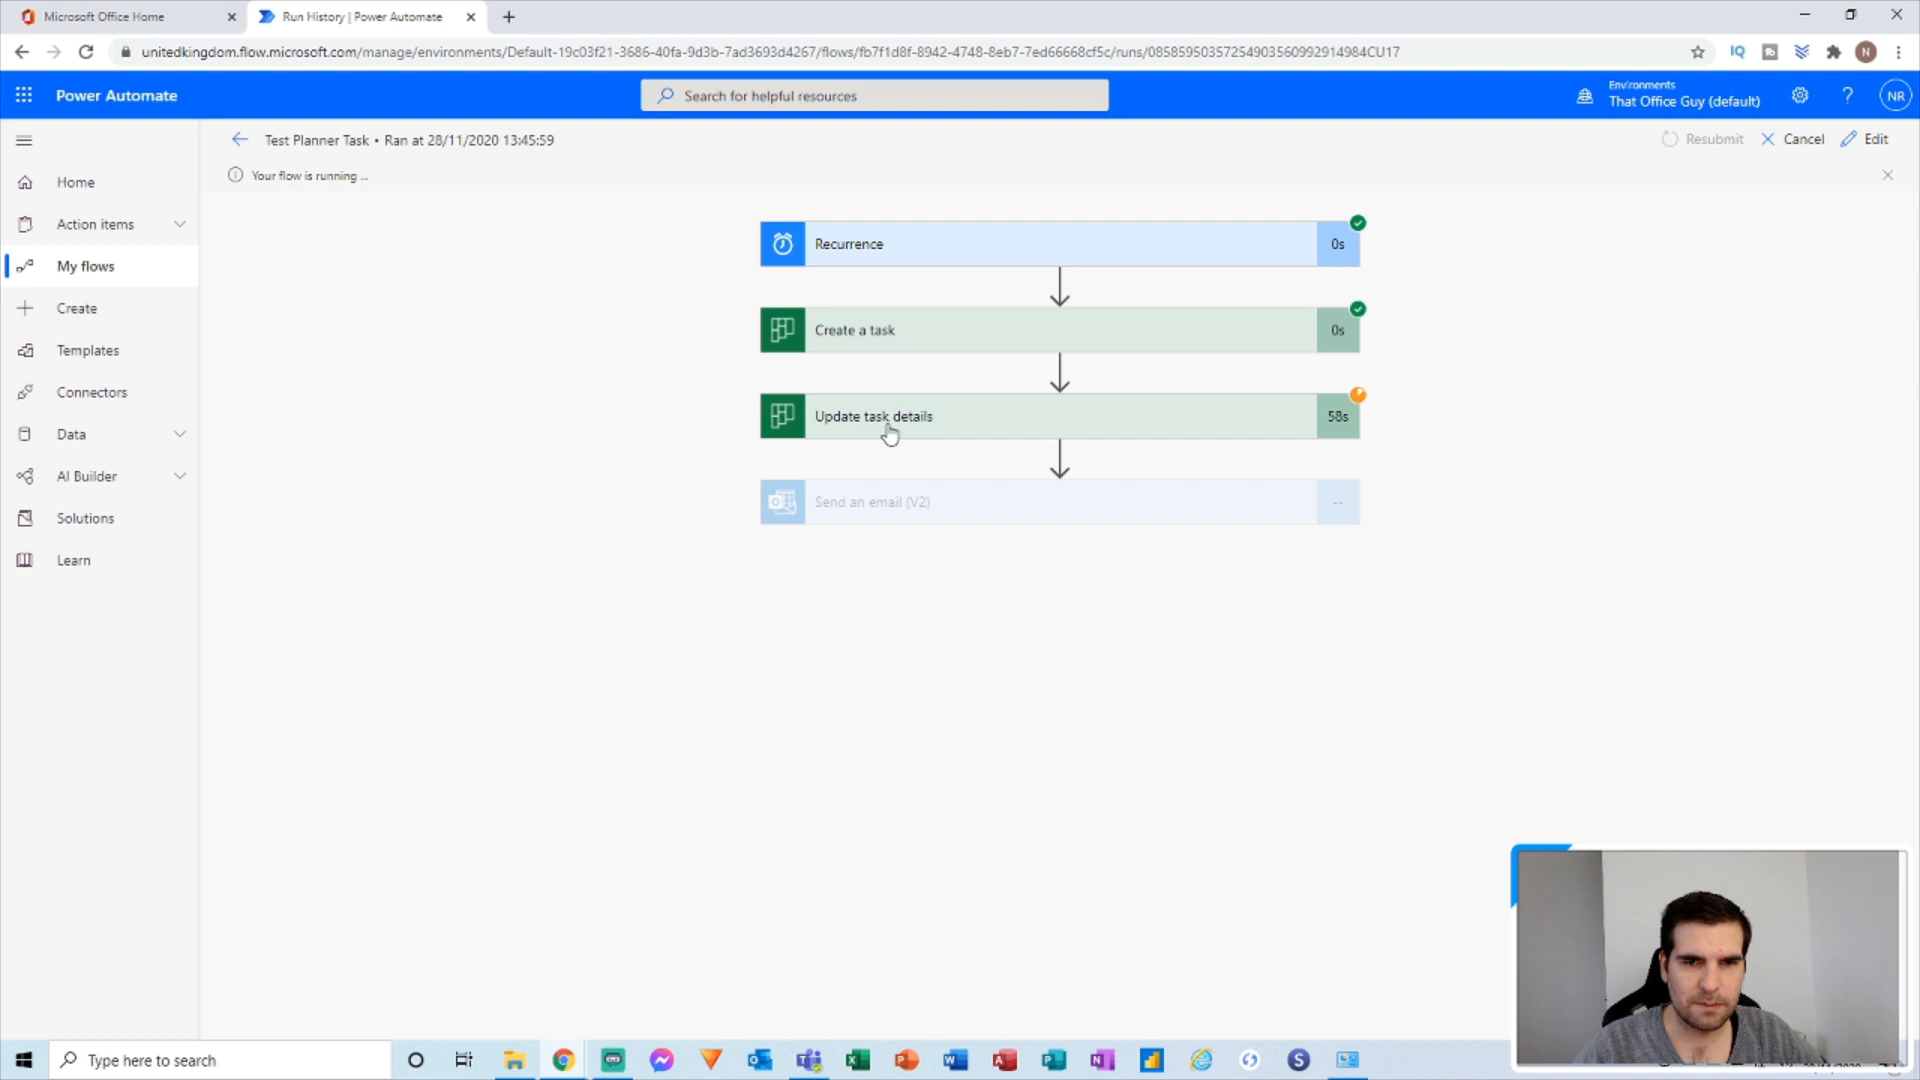 Microsoft Office Home
Run History | Power Automate
unitedkingdom.flow.microsoft.com/manage/environments/Default-19c03f21-3686-40fa-9d3b-7ad3693d4267/flows/fb7f1d8f-8942-4748-8eb7-7ed66668cf5c/runs/08585950357254903560992914984CU17
IQ
N
Power Automate
Search for helpful resources
Environments
That Office Guy (default)
?
NR
Test Planner Task • Ran at 28/11/2020 13:45:59
Resubmit
Cancel
Edit
Your flow is running ...
Home
Action items
My flows
Create
Templates
Connectors
Data
AI Builder
Solutions
Learn
Recurrence
0s
Create a task
0s
Update task details
58s
Send an email (V2)
--
Type here to search